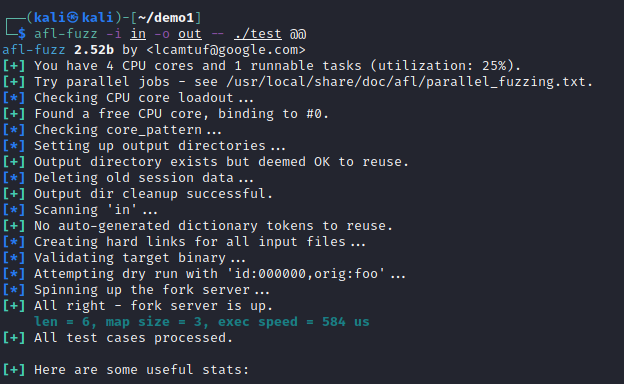 ┌──(kali㉿kali)-[~/demo1]
└─$ afl-fuzz -i in -o out -- ./test @@
afl-fuzz 2.52b by <lcamtuf@google.com>
[+] You have 4 CPU cores and 1 runnable tasks (utilization: 25%).
[+] Try parallel jobs - see /usr/local/share/doc/afl/parallel_fuzzing.txt.
[*] Checking CPU core loadout...
[+] Found a free CPU core, binding to #0.
[*] Checking core_pattern...
[*] Setting up output directories...
[+] Output directory exists but deemed OK to reuse.
[*] Deleting old session data...
[+] Output dir cleanup successful.
[*] Scanning 'in'...
[+] No auto-generated dictionary tokens to reuse.
[*] Creating hard links for all input files...
[*] Validating target binary...
[*] Attempting dry run with 'id:000000,orig:foo'...
[*] Spinning up the fork server...
[+] All right - fork server is up.
len = 6, map size = 3, exec speed = 584 us
[+] All test cases processed.
[+] Here are some useful stats: